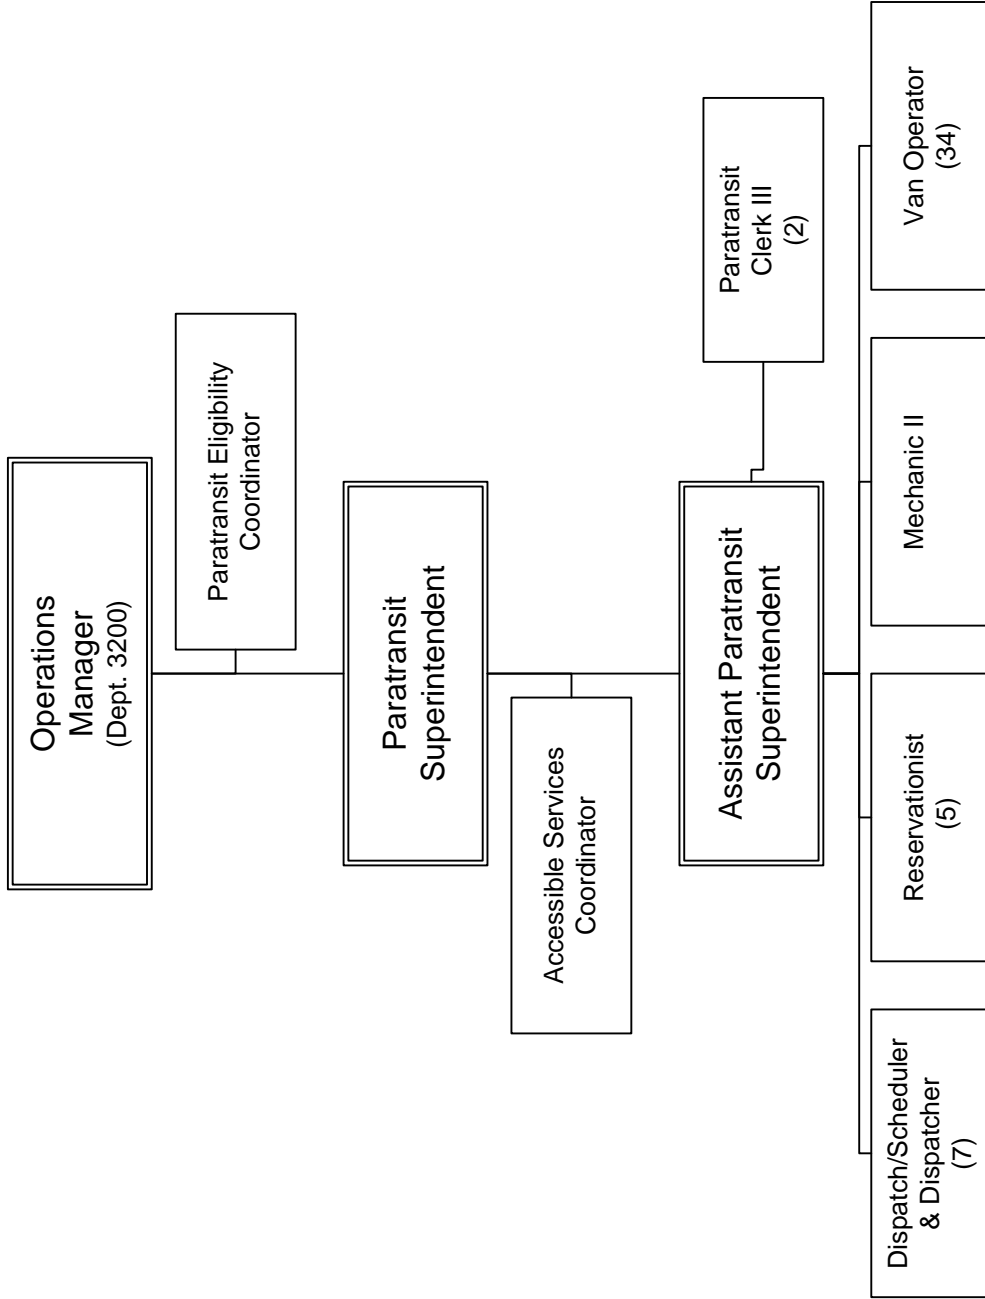 Operations
Manager
(Dept. 3200)
Paratransit Eligibility
Coordinator
Paratransit
Superintendent
Accessible Services
Coordinator
Assistant Paratransit
Superintendent
Paratransit
Clerk III
(2)
Dispatch/Scheduler
& Dispatcher
(7)
Reservationist
(5)
Mechanic II
Van Operator
(34)